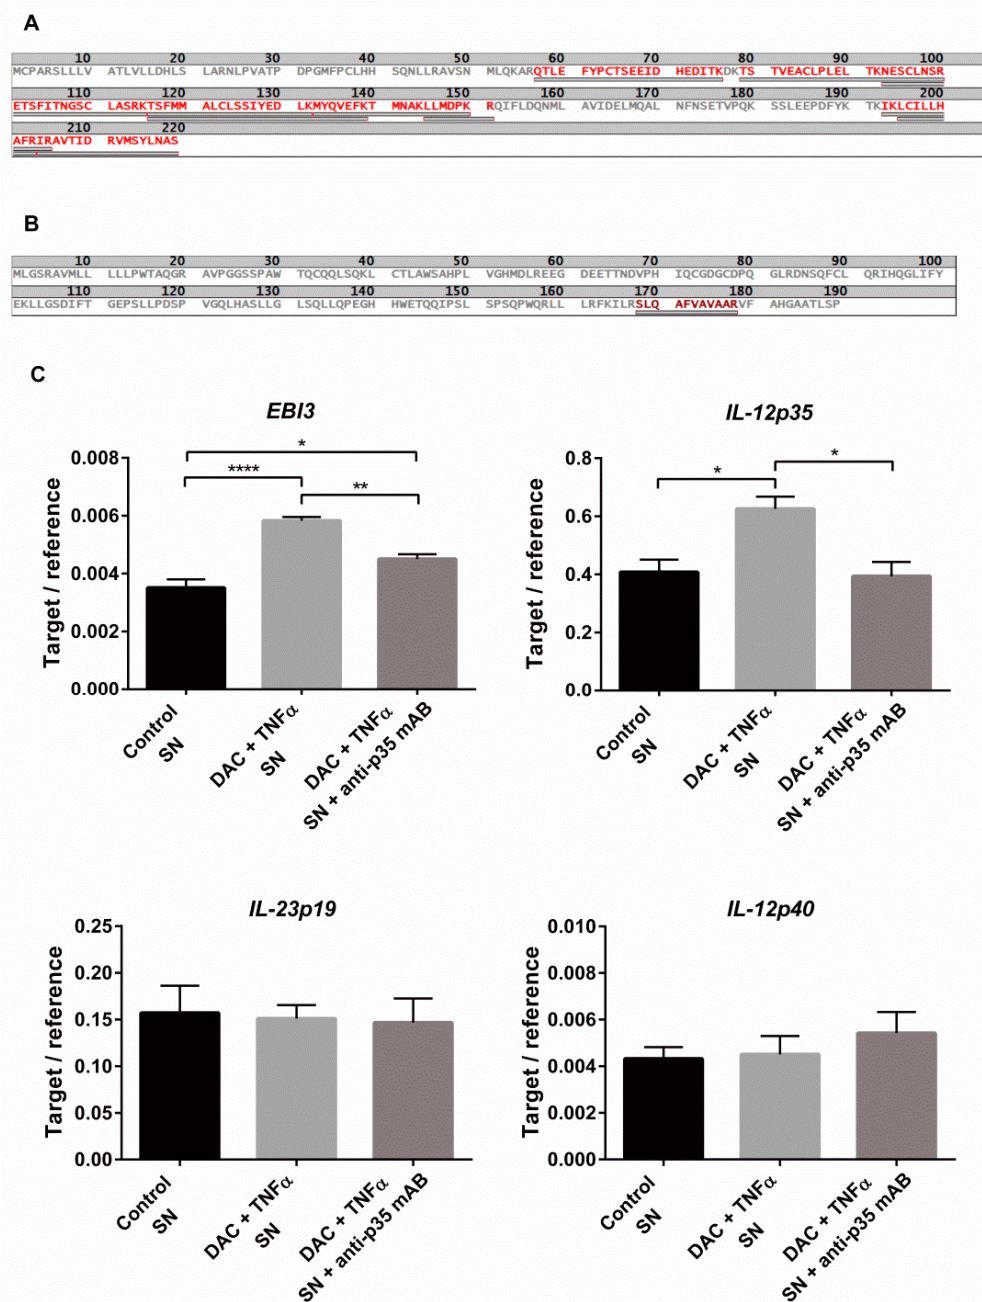 A
10 20 30 40 50 60 70 80 90 100
MCPARSLLLV ATLVLLDHLS LARNLPVATP DPGMFPCLHH SQNLLRAVSN MLQKARQTLE FYPCTSEEID HEDITKDKTS TVEACLPLEL TKNESCLNSR
110 120 130 140 150 160 170 180 190 200
ETSFITNGSC LASRKTSFMM ALCLSSIYED LKMYQVEFKT MNAKLLMDPK RQIFLDQNML AVIDELMQAL NFNSETVPQK SSLEEPDFYK TKIKLCILLH
210 220
AFRIRAVTID RVMSYLNAS
B
10 20 30 40 50 60 70 80 90 100
MLGSRAVMLL LLLPWTAQGR AVPGGSSPAW TQCQQLSQKL CTLAWSAHPL VGHMDLREEG DEETTNDVPH IQCGDGCDPQ GLRDNSQFCL QRIHQGLIFY
110 120 130 140 150 160 170 180 190
EKLLGSDIFT GEPSLLPDSP VGQLHASLLG LSQLLQPEGH HWETQQIPSL SPSQPWQRLL LRFKILRSLQ AFVAVAARVF AHGAATLSP
C
EBI3
Target / reference
0.008
0.006
0.004
0.002
0.000
*
****
**
Control
SN
DAC + TNFα
SN
DAC + TNFα
SN + anti-p35 mAB
IL-12p35
Target / reference
0.8
0.6
0.4
0.2
0.0
*
*
Control
SN
DAC + TNFα
SN
DAC + TNFα
SN + anti-p35 mAB
IL-23p19
Target / reference
0.25
0.20
0.15
0.10
0.05
0.00
Control
SN
DAC + TNFα
SN
DAC + TNFα
SN + anti-p35 mAB
IL-12p40
Target / reference
0.010
0.008
0.006
0.004
0.002
0.000
Control
SN
DAC + TNFα
SN
DAC + TNFα
SN + anti-p35 mAB